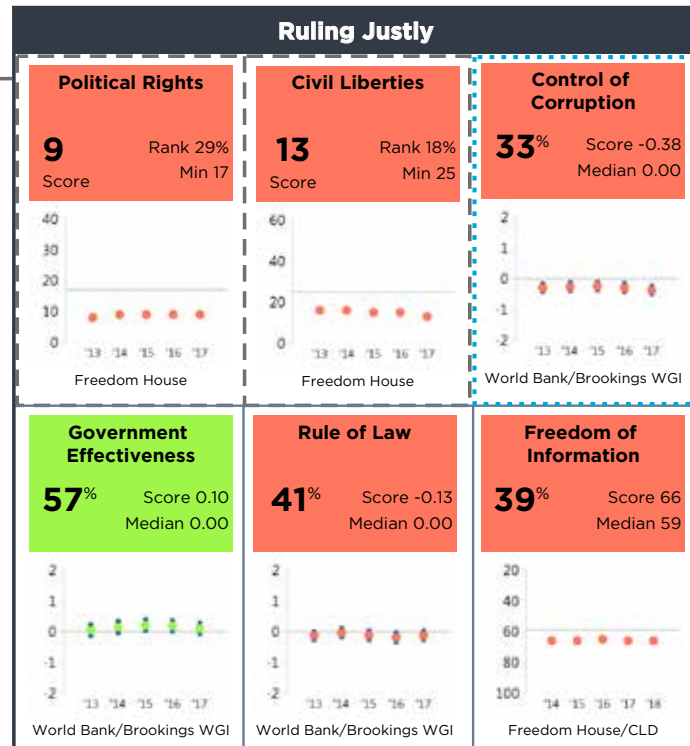 Ruling Justly
Political Rights
9
Score
Rank 29%
Min 17
40
30
20
10
0
'13 '14 '15 '16 '17
Freedom House
Civil Liberties
13
Score
Rank 18%
Min 25
60
40
20
0
'13 '14 '15 '16 '17
Freedom House
Control of
Corruption
33%
Score -0.38
Median 0.00
2
1
0
-1
-2
'13 '14 '15 '16 '17
World Bank/Brookings WGI
Government
Effectiveness
57%
Score 0.10
Median 0.00
2
1
0
-1
-2
'13 '14 '15 '16 '17
World Bank/Brookings WGI
Rule of Law
41%
Score -0.13
Median 0.00
2
1
0
-1
-2
'13 '14 '15 '16 '17
World Bank/Brookings WGI
Freedom of
Information
39%
Score 66
Median 59
20
40
60
80
100
'14 '15 '16 '17 '18
Freedom House/CLD